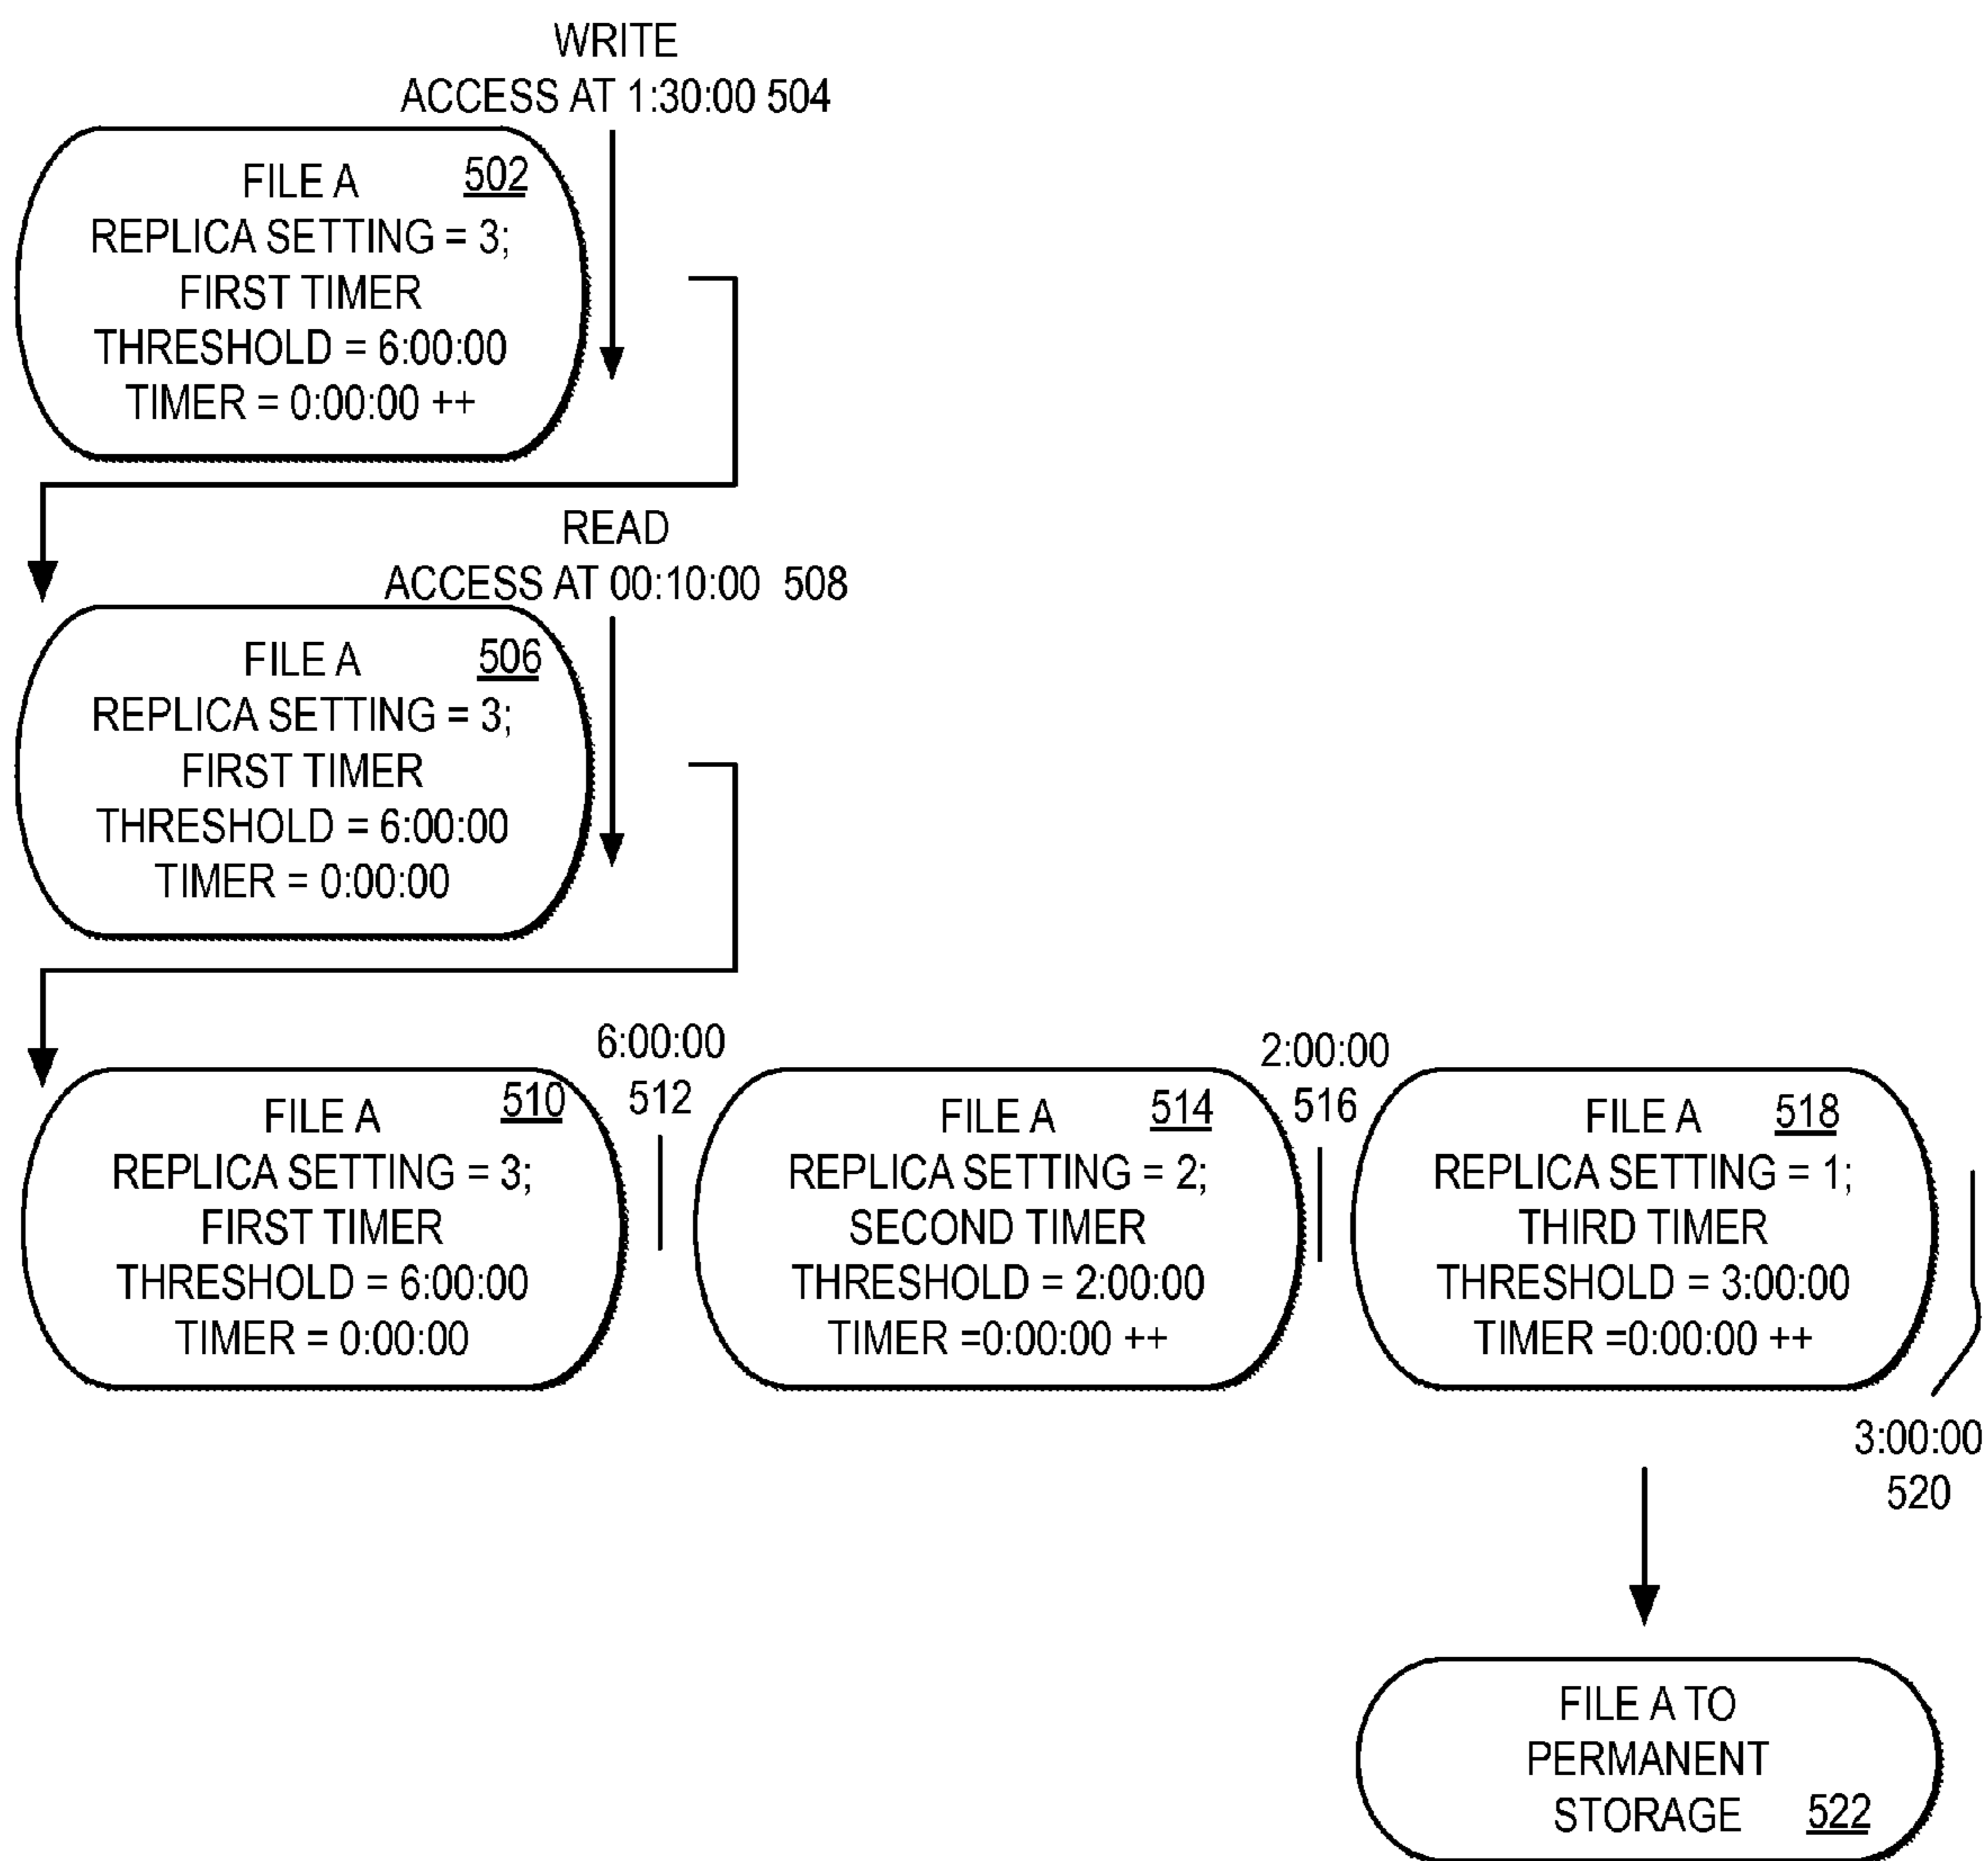 WRITE
ACCESS AT 1:30:00 504
FILE A 502
REPLICA SETTING = 3;
FIRST TIMER
THRESHOLD = 6:00:00
TIMER = 0:00:00 ++
READ
ACCESS AT 00:10:00 508
FILE A 506
REPLICA SETTING = 3;
FIRST TIMER
THRESHOLD = 6:00:00
TIMER = 0:00:00
FILE A 510
REPLICA SETTING = 3;
FIRST TIMER
THRESHOLD = 6:00:00
TIMER = 0:00:00
6:00:00
512
FILE A 514
REPLICA SETTING = 2;
SECOND TIMER
THRESHOLD = 2:00:00
TIMER =0:00:00 ++
2:00:00
516
FILE A 518
REPLICA SETTING = 1;
THIRD TIMER
THRESHOLD = 3:00:00
TIMER =0:00:00 ++
3:00:00
520
FILE A TO
PERMANENT
STORAGE 522